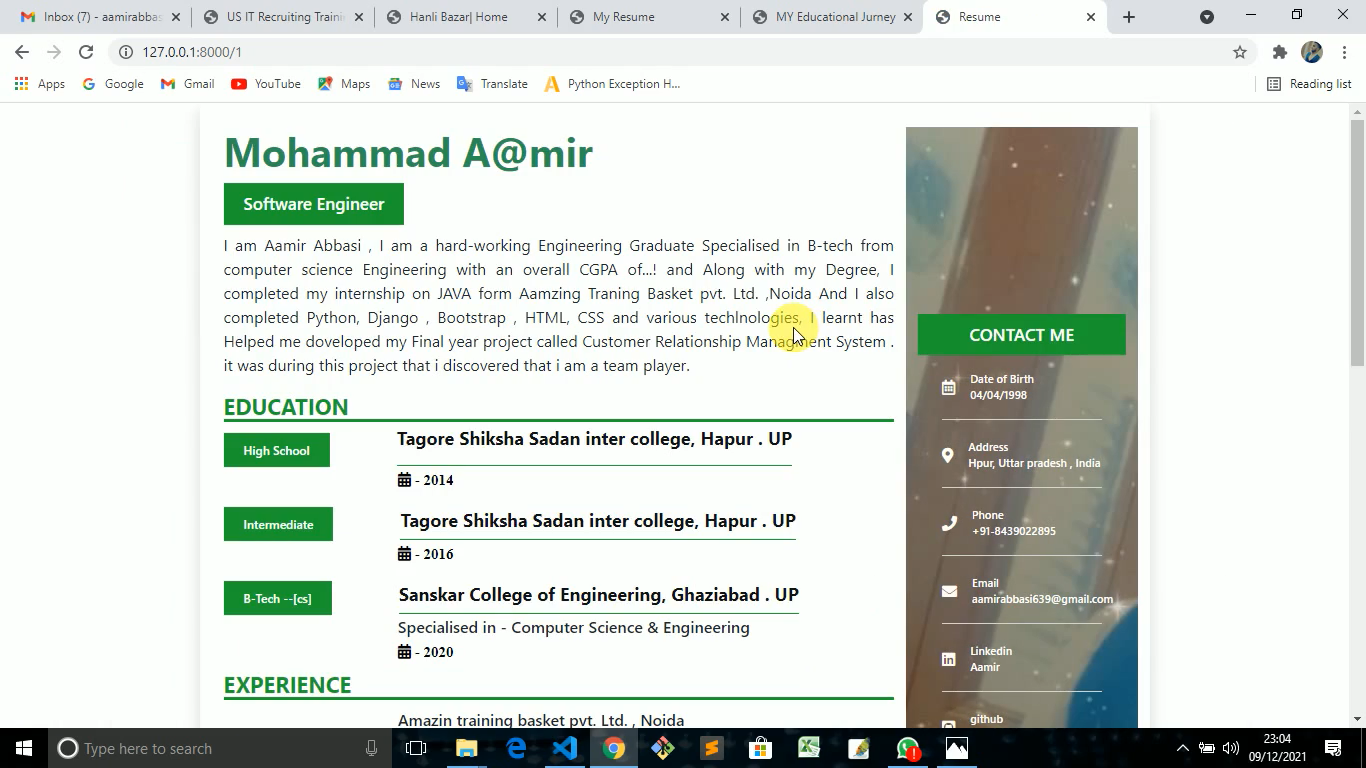 Inbox (7) - aamirabbas
US IT Recruiting Traini
Hanli Bazar| Home
My Resume
MY Educational Jurney
Resume
127.0.0.1:8000/1
Apps
Google
Gmail
YouTube
Maps
News
Translate
Python Exception H...
Reading list
Mohammad A@mir
Software Engineer
I am Aamir Abbasi , I am a hard-working Engineering Graduate Specialised in B-tech from
computer science Engineering with an overall CGPA of...! and Along with my Degree, I
completed my internship on JAVA form Aamzing Traning Basket pvt. Ltd. ,Noida And I also
completed Python, Django , Bootstrap , HTML, CSS and various techlnologies, I learnt has
Helped me doveloped my Final year project called Customer Relationship Managment System .
it was during this project that i discovered that i am a team player.
EDUCATION
High School
Tagore Shiksha Sadan inter college, Hapur . UP
- 2014
Intermediate
Tagore Shiksha Sadan inter college, Hapur . UP
- 2016
B-Tech --[cs]
Sanskar College of Engineering, Ghaziabad . UP
Specialised in - Computer Science & Engineering
- 2020
EXPERIENCE
Amazin training basket pvt. Ltd. , Noida
CONTACT ME
Date of Birth
04/04/1998
Address
Hpur, Uttar pradesh , India
Phone
+91-8439022895
Email
aamirabbasi639@gmail.com
Linkedin
Aamir
github
Type here to search
23:04
09/12/2021